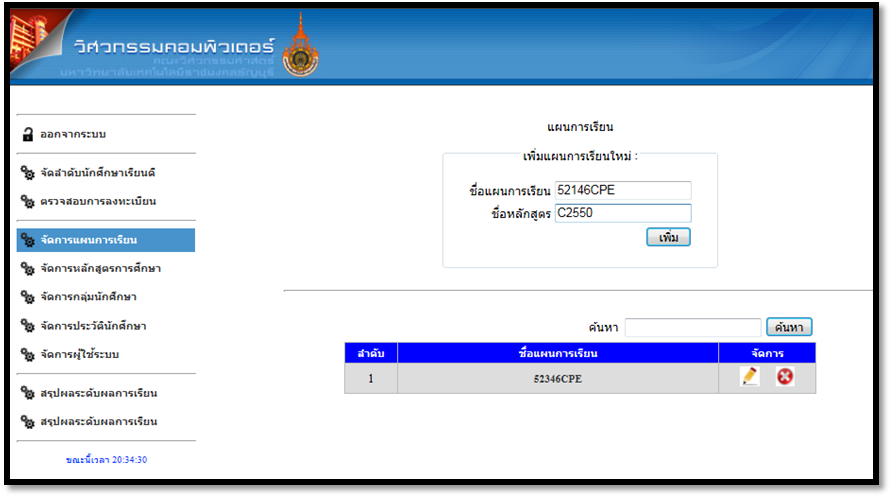 วิศวกรรมคอมพิวเตอร์
คณะวิศวกรรมศาสตร์
มหาวิทยาลัยเทคโนโลยีราชมงคลธัญบุรี
ออกจากระบบ
จัดลำดับนักศึกษาเรียนดี
ตรวจสอบการลงทะเบียน
จัดการแผนการเรียน
จัดการหลักสูตรการศึกษา
จัดการกลุ่มนักศึกษา
จัดการประวัตินักศึกษา
จัดการผู้ใช้ระบบ
สรุปผลระดับผลการเรียน
สรุปผลระดับผลการเรียน
ขณะนี้เวลา 20:34:30
แผนการเรียน
เพิ่มแผนการเรียนใหม่ :
ชื่อแผนการเรียน 52146CPE
ชื่อหลักสูตร C2550
เพิ่ม
ค้นหา ค้นหา
ลำดับ ชื่อแผนการเรียน จัดการ
1 52346CPE